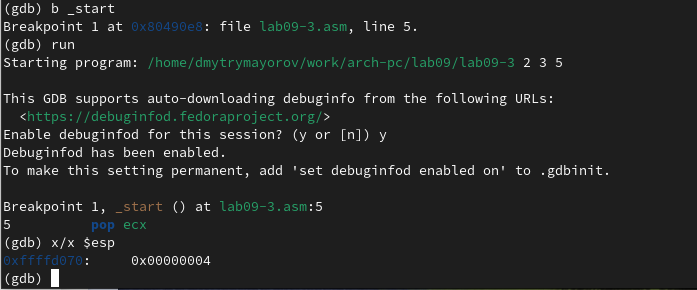 (gdb) b _start
Breakpoint 1 at 0x80490e8: file lab09-3.asm, line 5.
(gdb) run
Starting program: /home/dmytrymayorov/work/arch-pc/lab09/lab09-3 2 3 5
This GDB supports auto-downloading debuginfo from the following URLs:
<https://debuginfod.fedoraproject.org/>
Enable debuginfod for this session? (y or [n]) y
Debuginfod has been enabled.
To make this setting permanent, add 'set debuginfod enabled on' to .gdbinit.
Breakpoint 1, _start () at lab09-3.asm:5
5 pop ecx
(gdb) x/x $esp
0xffffd070: 0x00000004
(gdb)